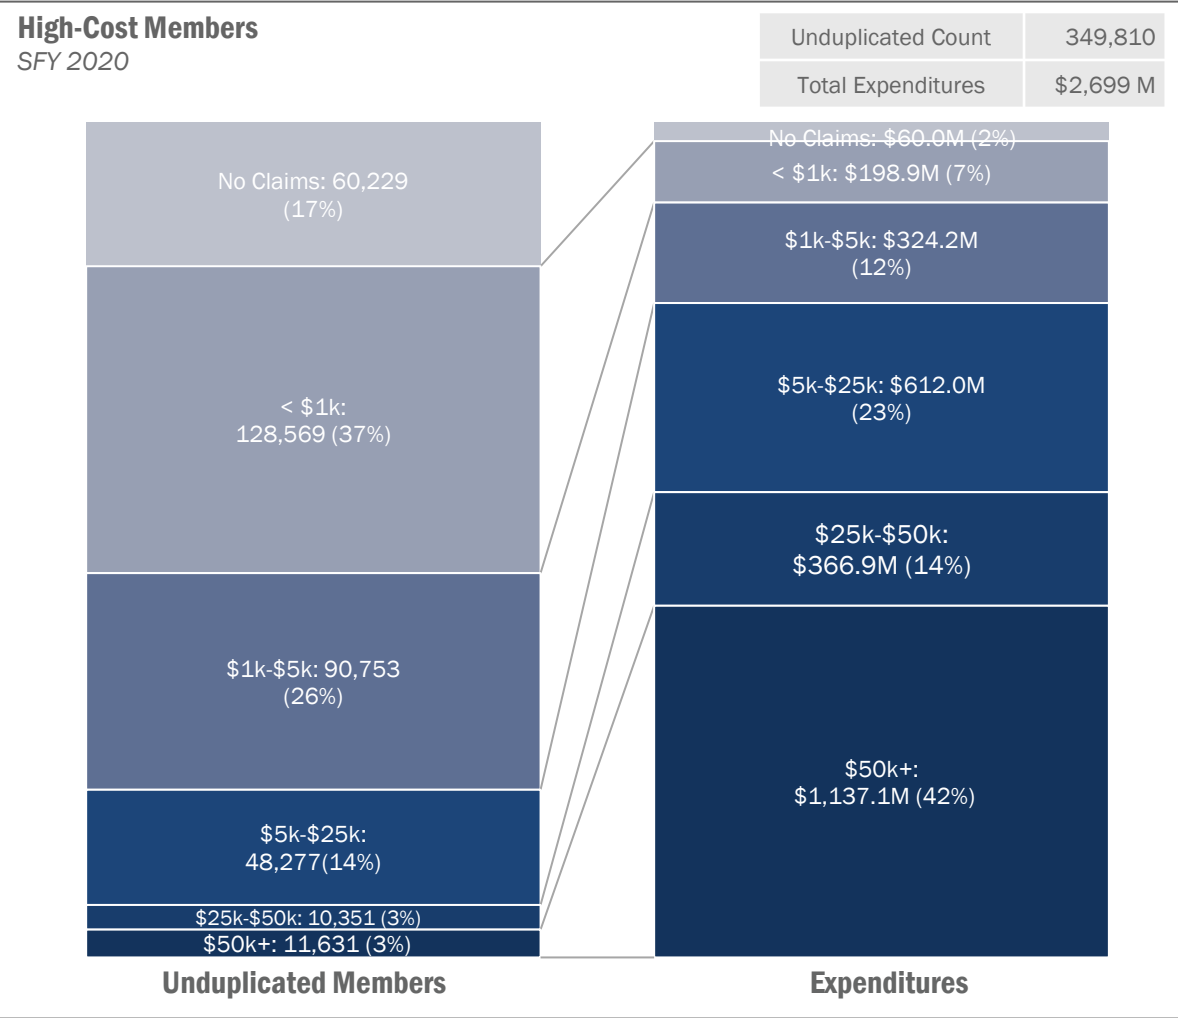 High-Cost Members
SFY 2020
Unduplicated Count 349,810
Total Expenditures $2,699 M
No Claims: 60,229
(17%)
< $1k:
128,569 (37%)
$1k-$5k: 90,753
(26%)
$5k-$25k:
48,277(14%)
$25k-$50k: 10,351 (3%)
$50k+: 11,631 (3%)
Unduplicated Members
No Claims: $60.0M (2%)
< $1k: $198.9M (7%)
$1k-$5k: $324.2M
(12%)
$5k-$25k: $612.0M
(23%)
$25k-$50k:
$366.9M (14%)
$50k+:
$1,137.1M (42%)
Expenditures